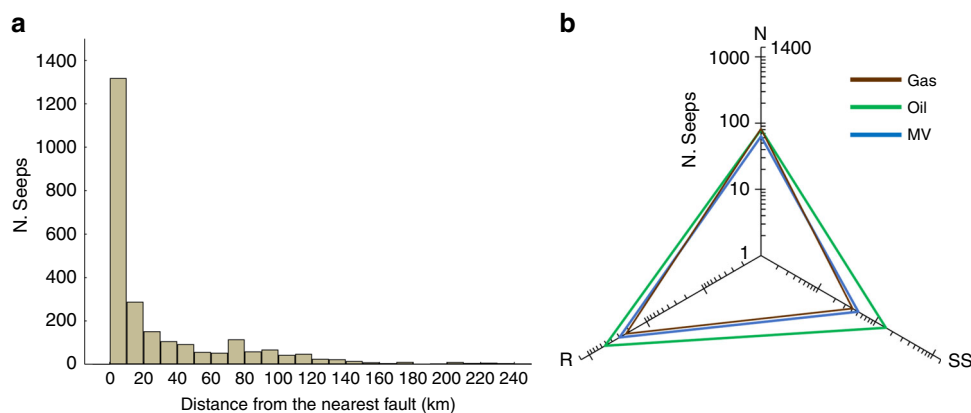 a
N. Seeps
1400
1200
1000
800
600
400
200
0
0 20 40 60 80 100 120 140 160 180 200 220 240
Distance from the nearest fault (km)
b
N
1000
1400
100
10
1
N. Seeps
R
SS
Gas
Oil
MV